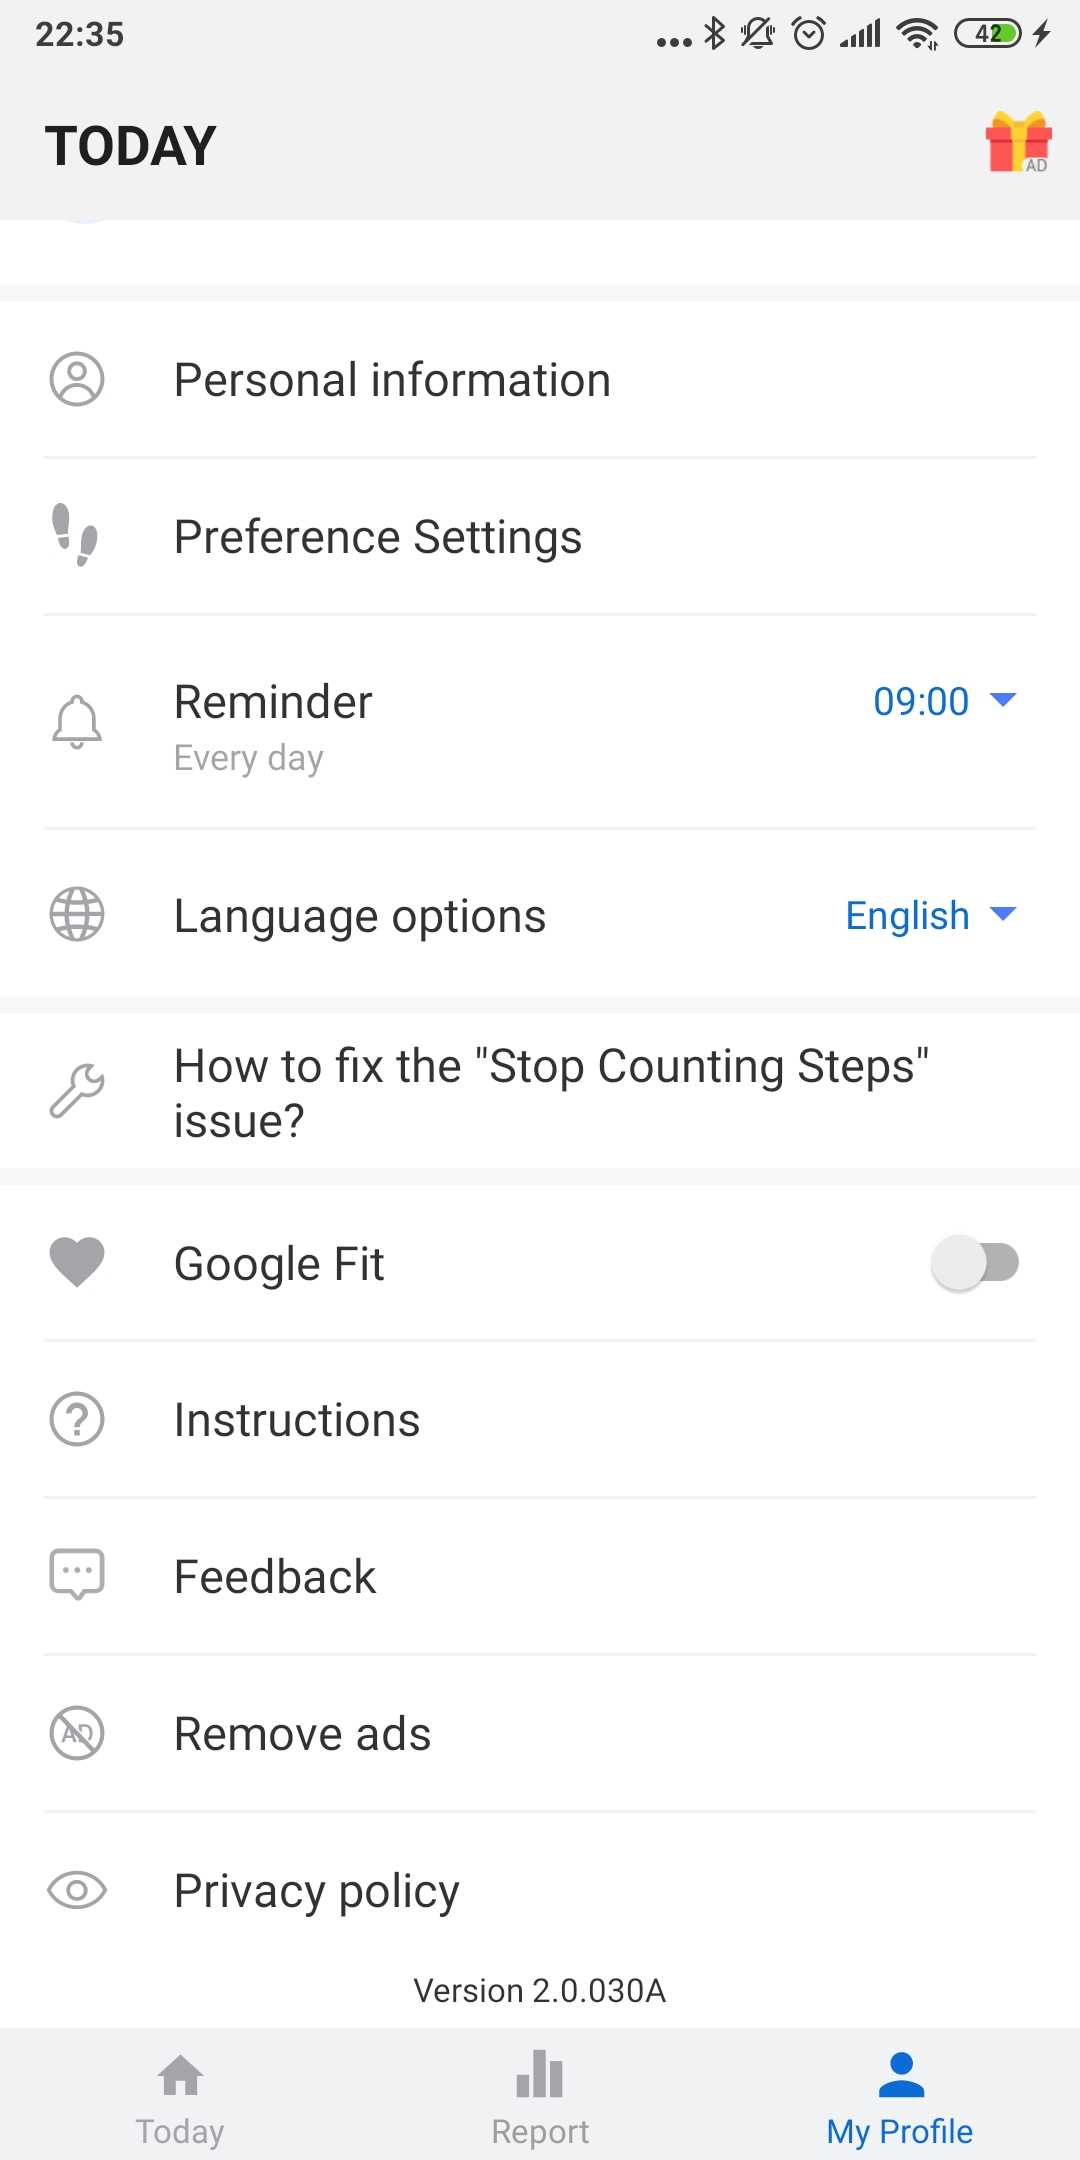 22:35
42
TODAY
AD
Personal information
Preference Settings
Reminder
09:00
Every day
Language options
English
How to fix the "Stop Counting Steps"
issue?
Google Fit
Instructions
Feedback
AD
Remove ads
Privacy policy
Version 2.0.030A
Today
Report
My Profile